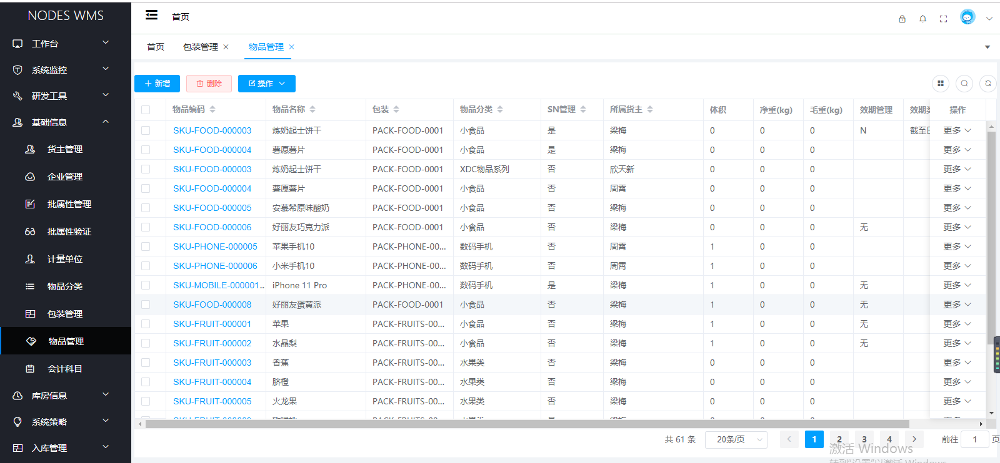 NODES WMS
首页
工作台
系统监控
研发工具
基础信息
货主管理
企业管理
批属性管理
批属性验证
计量单位
物品分类
包装管理
物品管理
会计科目
库房信息
系统策略
入库管理
首页 包装管理 物品管理
新增 删除 操作
物品编码 物品名称 包装 物品分类 SN管理 所属货主 体积 净重(kg) 毛重(kg) 效期管理 效期 操作
SKU-FOOD-000003 炼奶起士饼干 PACK-FOOD-0001 小食品 是 梁梅 0 0 0 N 截至 更多
SKU-FOOD-000004 薯愿薯片 PACK-FOOD-0001 小食品 是 梁梅 0 0 0 更多
SKU-FOOD-000003 炼奶起士饼干 PACK-FOOD-0001 XDC物品系列 否 欣天新 0 0 0 更多
SKU-FOOD-000004 薯愿薯片 PACK-FOOD-0001 小食品 否 周霄 0 0 0 更多
SKU-FOOD-000005 安慕希原味酸奶 PACK-FOOD-0001 小食品 否 梁梅 0 0 0 更多
SKU-FOOD-000006 好丽友巧克力派 PACK-FOOD-0001 小食品 否 梁梅 0 0 0 无 更多
SKU-PHONE-000005 苹果手机10 PACK-PHONE-00... 数码手机 否 周霄 1 0 0 更多
SKU-PHONE-000006 小米手机10 PACK-PHONE-00... 数码手机 否 周霄 1 0 0 更多
SKU-MOBILE-000001.. iPhone 11 Pro PACK-PHONE-00... 数码手机 是 梁梅 1 0 0 无 更多
SKU-FOOD-000008 好丽友蛋黄派 PACK-FOOD-0001 小食品 否 梁梅 1 0 0 无 更多
SKU-FRUIT-000001 苹果 PACK-FRUITS-00... 小食品 否 梁梅 1 0 0 无 更多
SKU-FRUIT-000002 水晶梨 PACK-FRUITS-00... 小食品 否 梁梅 1 0 0 无 更多
SKU-FRUIT-000003 香蕉 PACK-FRUITS-00... 水果类 否 梁梅 0 0 0 更多
SKU-FRUIT-000004 脐橙 PACK-FRUITS-00... 水果类 否 梁梅 0 0 0 更多
SKU-FRUIT-000005 火龙果 PACK-FRUITS-00... 水果类 否 梁梅 0 0 0 更多
共 61 条 20条/页 1 2 3 4 前往 1 页
激活 Windows
转到"设置"以激活 Windows